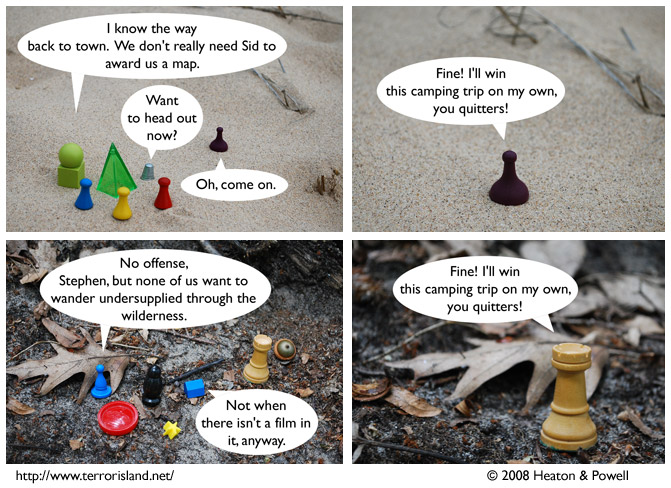 I know the way
back to town. We don't really need Sid to
award us a map.
Want
to head out
now?
Oh, come on.
Fine! I'll win
this camping trip on my own,
you quitters!
No offense,
Stephen, but none of us want to
wander undersupplied through the
wilderness.
Not when
there isn't a film in
it, anyway.
Fine! I'll win
this camping trip on my own,
you quitters!
http://www.terrorisland.net/
© 2008 Heaton & Powell